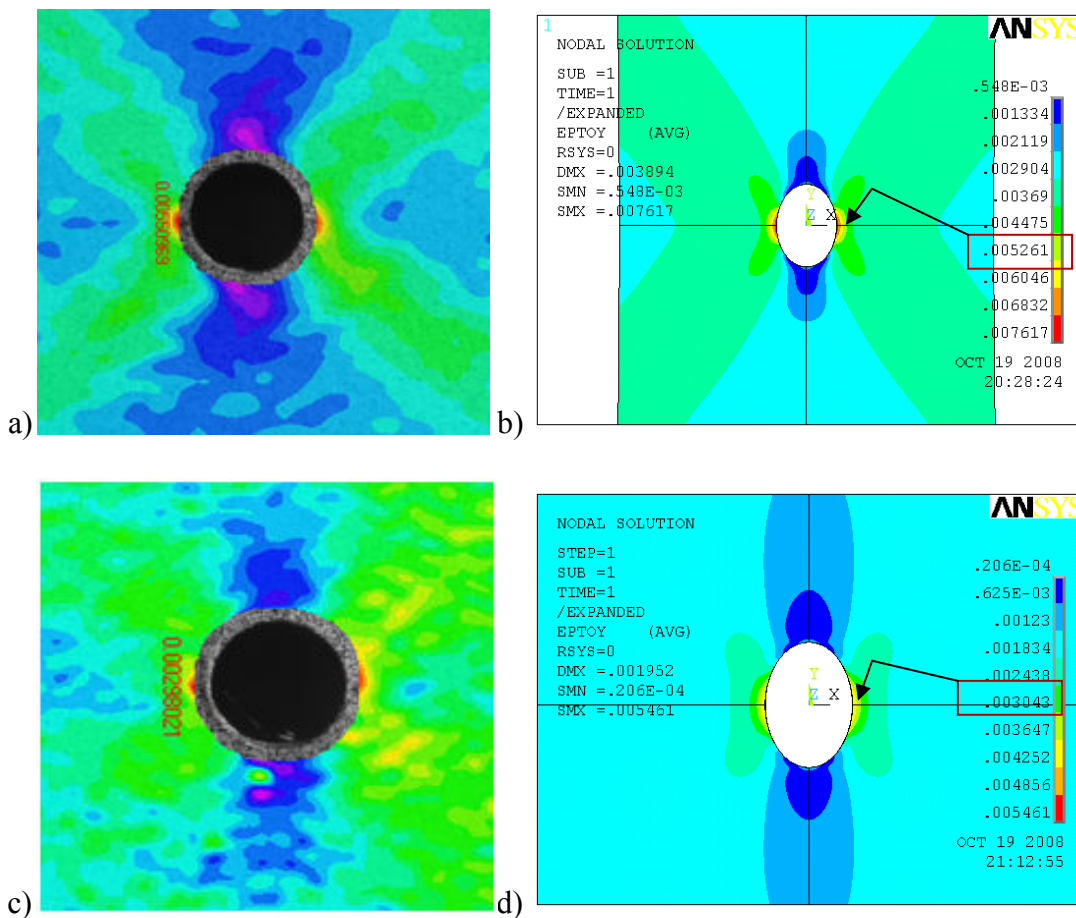 a)
b)
1
NODAL SOLUTION
SUB =1
TIME=1
/EXPANDED
EPTOY (AVG)
RSYS=0
DMX =.003894
SMN =.548E-03
SMX =.007617
Y
Z X
ANSYS
.548E-03
.001334
.002119
.002904
.00369
.004475
.005261
.006046
.006832
.007617
OCT 19 2008
20:28:24
c)
0.00298021
d)
NODAL SOLUTION
STEP=1
SUB =1
TIME=1
/EXPANDED
EPTOY (AVG)
RSYS=0
DMX =.001952
SMN =.206E-04
SMX =.005461
Y
Z X
ANSYS
.206E-04
.625E-03
.00123
.001834
.002438
.003043
.003647
.004252
.004856
.005461
OCT 19 2008
21:12:55